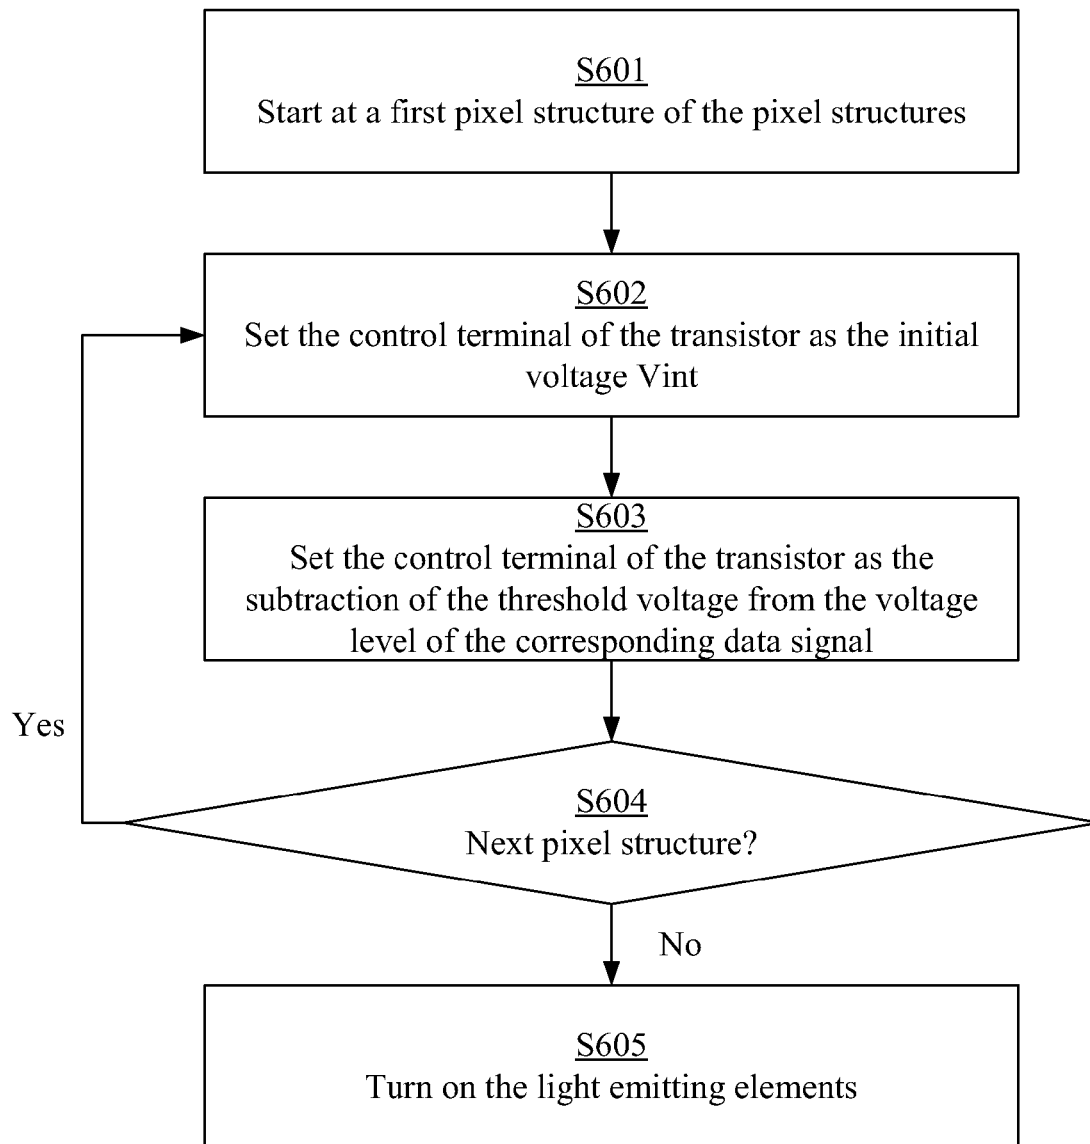 S601
Start at a first pixel structure of the pixel structures
S602
Set the control terminal of the transistor as the initial
voltage Vint
S603
Set the control terminal of the transistor as the
subtraction of the threshold voltage from the voltage
level of the corresponding data signal
Yes
S604
Next pixel structure?
No
S605
Turn on the light emitting elements